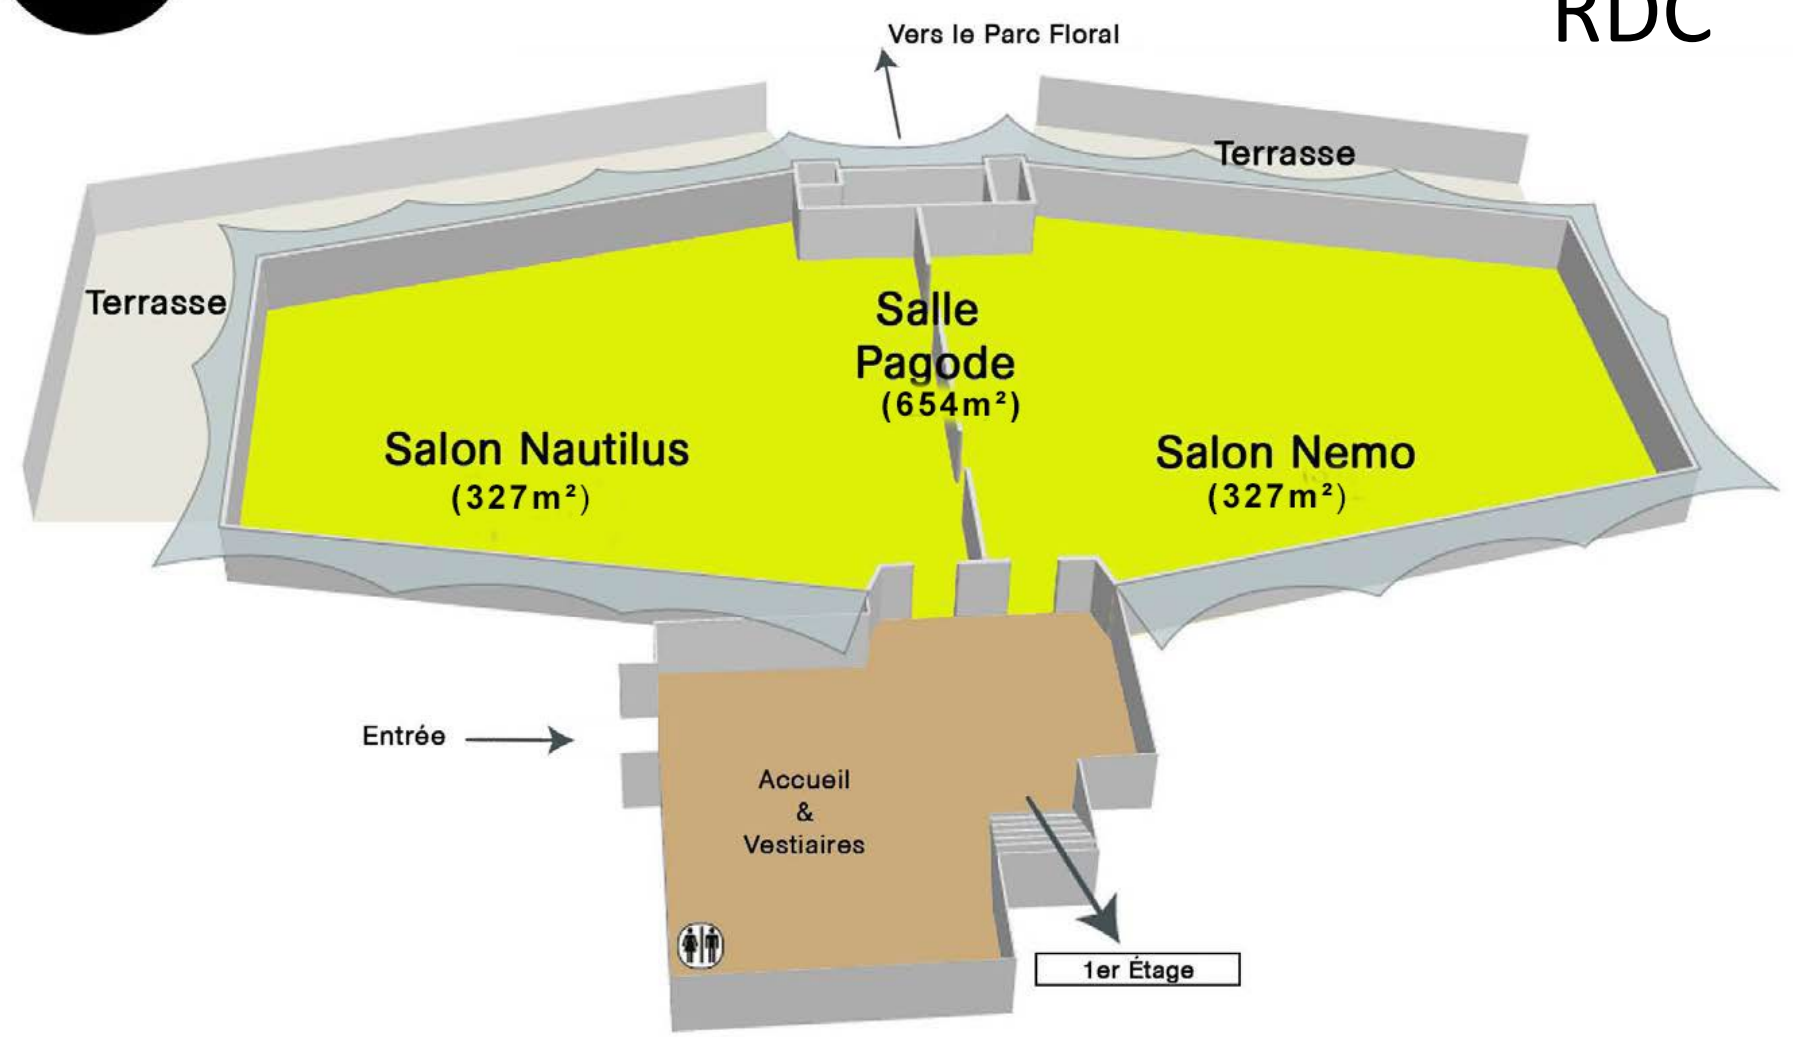 RDC
Vers le Parc Floral
Terrasse
Terrasse
Salle
Pagode
(654m²)
Salon Nautilus
(327m²)
Salon Nemo
(327m²)
Entrée
Accueil
&
Vestiaires
1er Étage